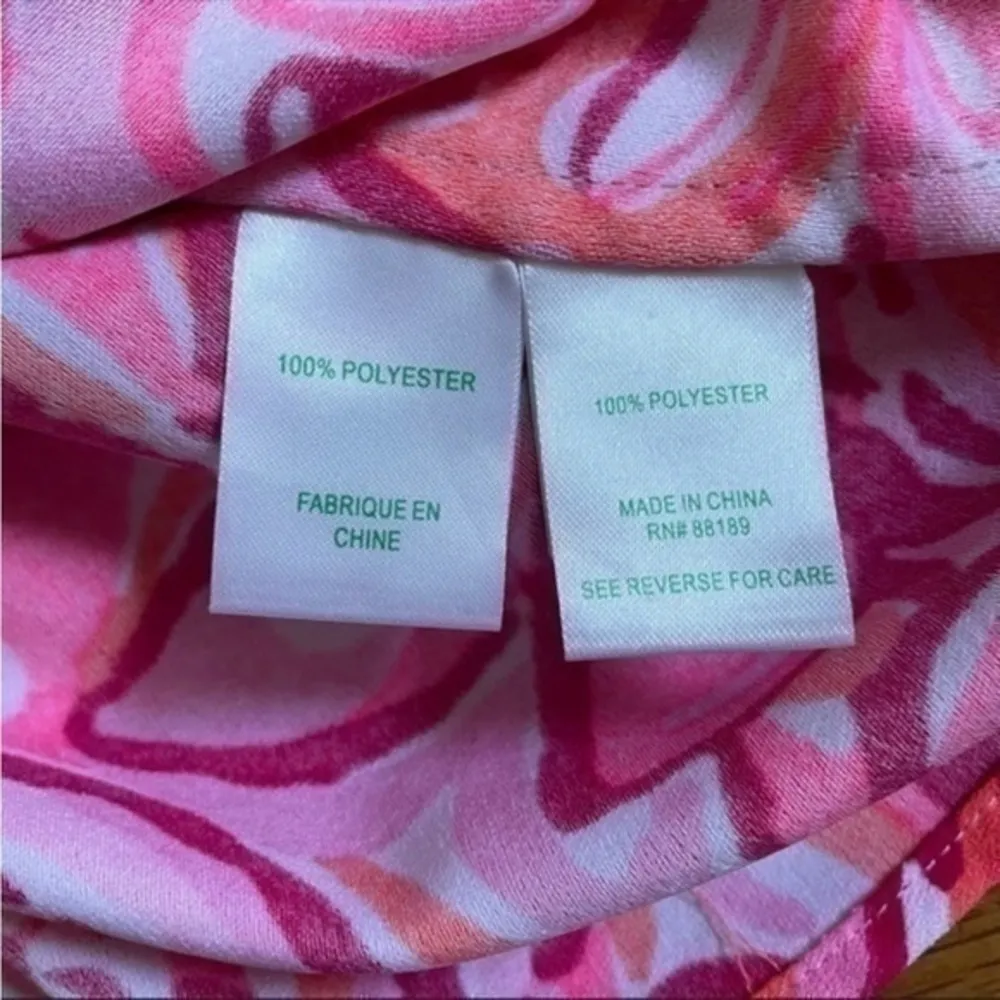 100% POLYESTER
FABRIQUE EN
CHINE
100% POLYESTER
MADE IN CHINA
RN# 88189
SEE REVERSE FOR CARE